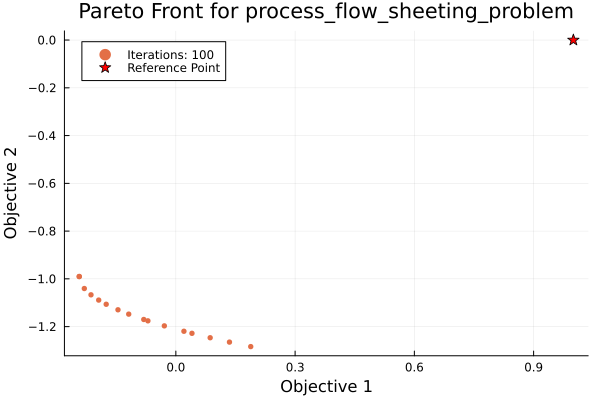 Pareto Front for process_flow_sheeting_problem
Iterations: 100
Reference Point
Objective 2
0.0
−0.2
−0.4
−0.6
−0.8
−1.0
−1.2
0.0 0.3 0.6 0.9
Objective 1